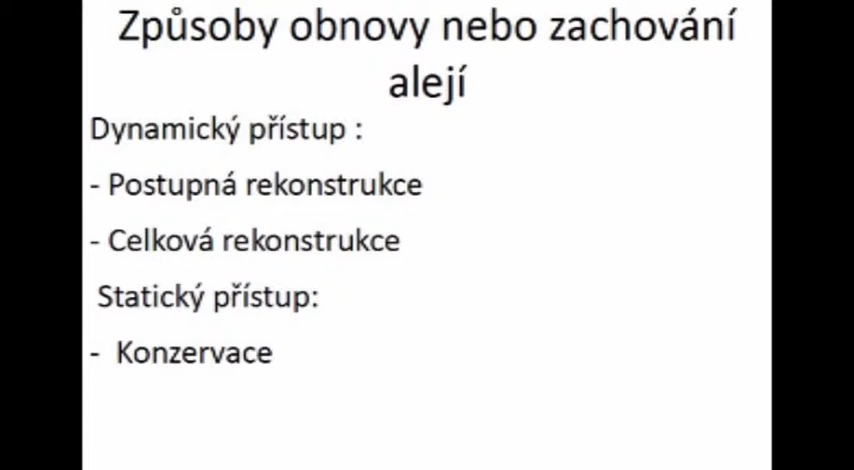 Způsoby obnovy nebo zachování
alejí
Dynamický přístup :
- Postupná rekonstrukce
- Celková rekonstrukce
Statický přístup:
- Konzervace